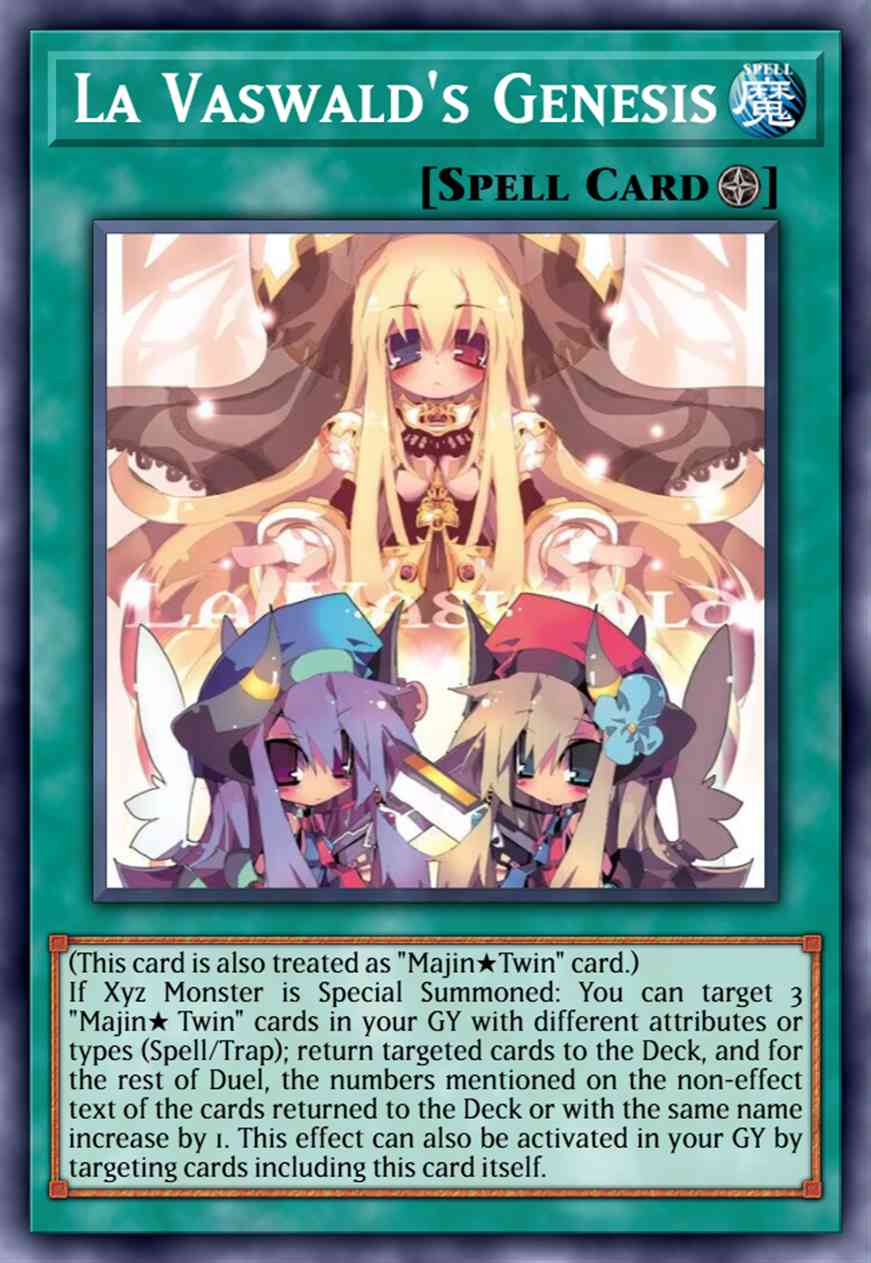 La Vaswald's Genesis
SPELL
魔
[Spell Card]
La Vaswald
(This card is also treated as "Majin★Twin" card.)
If Xyz Monster is Special Summoned: You can target 3
"Majin★ Twin" cards in your GY with different attributes or
types (Spell/Trap); return targeted cards to the Deck, and for
the rest of Duel, the numbers mentioned on the non-effect
text of the cards returned to the Deck or with the same name
increase by 1. This effect can also be activated in your GY by
targeting cards including this card itself.